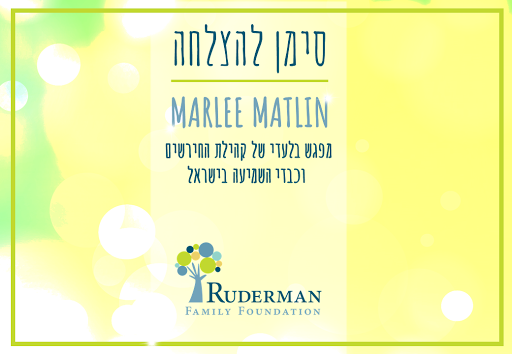 סימן להצלחה
MARLEE MATLIN
מפגש בלעדי של קהילת החירשים
וכבדי השמיעה בישראל
RUDERMAN
FAMILY FOUNDATION